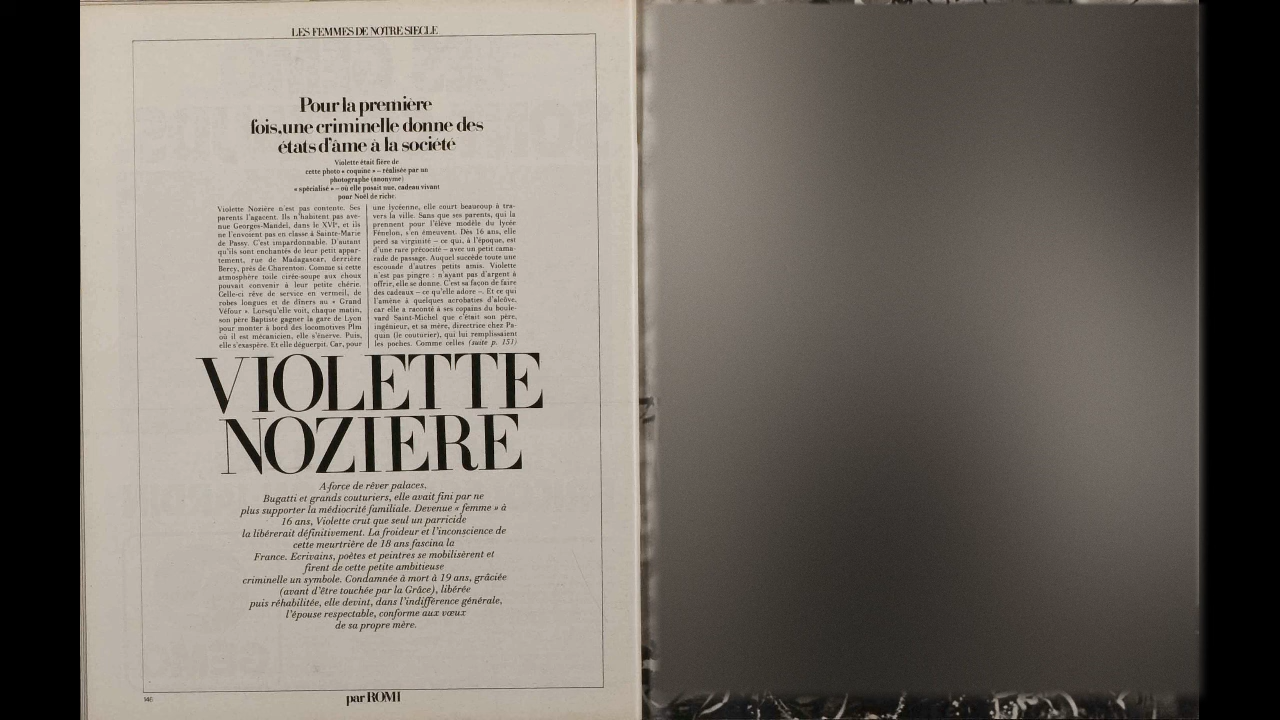 LES FEMMES DE NOTRE SIECLE
Pour la première
fois, une criminelle donne des
états d'âme à la société
Violette était fière de
cette photo « coquine » – réalisée par un
photographe (anonyme)
« spécialisé » – où elle posait nue, cadeau vivant
pour Noël de riche.
Violette Nozière n'est pas contente. Ses
parents l'agacent. Ils n'habitent pas ave-
nue Georges-Mandel, dans le XVIe, et ils
ne l'envoient pas en classe à Sainte-Marie
de Passy. C'est impardonnable. D'autant
qu'ils sont enchantés de leur petit appar-
tement, rue de Madagascar, derrière
Bercy, près de Charenton. Comme si cette
atmosphère toile cirée-soupe aux choux
pouvait convenir à leur petite chérie.
Celle-ci rêve de service en vermeil, de
robes longues et de dîners au « Grand
Véfour ». Lorsqu'elle voit, chaque matin,
son père Baptiste gagner la gare de Lyon
pour monter à bord des locomotives Plm
où il est mécanicien, elle s'énerve. Puis,
elle s'exaspère. Et elle déguerpit. Car, pour
une lycéenne, elle court beaucoup à tra-
vers la ville. Sans que ses parents, qui la
prennent pour l'élève modèle du lycée
Fénelon, s'en émeuvent. Dès 16 ans, elle
perd sa virginité – ce qui, à l'époque, est
d'une rare précocité – avec un petit cama-
rade de passage. Auquel succède toute une
escouade d'autres petits amis. Violette
n'est pas pingre : n'ayant pas d'argent à
offrir, elle se donne. C'est sa façon de faire
des cadeaux – ce qu'elle adore –. Et ce qui
l'amène à quelques acrobaties d'alcôve,
car elle a raconté à ses copains du boule-
vard Saint-Michel que c'était son père,
ingénieur, et sa mère, directrice chez Pa-
quin (le couturier), qui lui remplissaient
les poches. Comme celles (suite p. 151)
VIOLETTE
NOZIERE
A force de rêver palaces,
Bugatti et grands couturiers, elle avait fini par ne
plus supporter la médiocrité familiale. Devenue « femme » à
16 ans, Violette crut que seul un parricide
la libérerait définitivement. La froideur et l'inconscience de
cette meurtrière de 18 ans fascina la
France. Ecrivains, poètes et peintres se mobilisèrent et
firent de cette petite ambitieuse
criminelle un symbole. Condamnée à mort à 19 ans, grâciée
(avant d'être touchée par la Grâce), libérée
puis réhabilitée, elle devint, dans l'indifférence générale,
l'épouse respectable, conforme aux vœux
de sa propre mère.
146
par ROMI